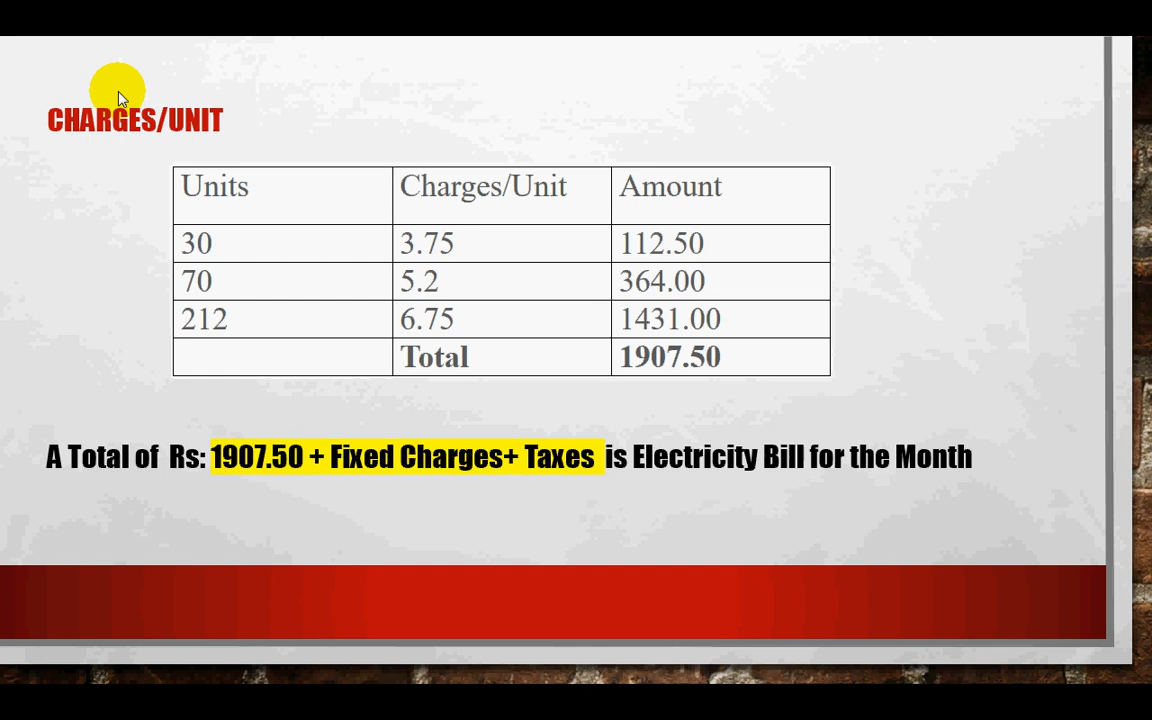 CHARGES/UNIT
Units Charges/Unit Amount
30 3.75 112.50
70 5.2 364.00
212 6.75 1431.00
Total 1907.50
A Total of Rs: 1907.50 + Fixed Charges+ Taxes is Electricity Bill for the Month